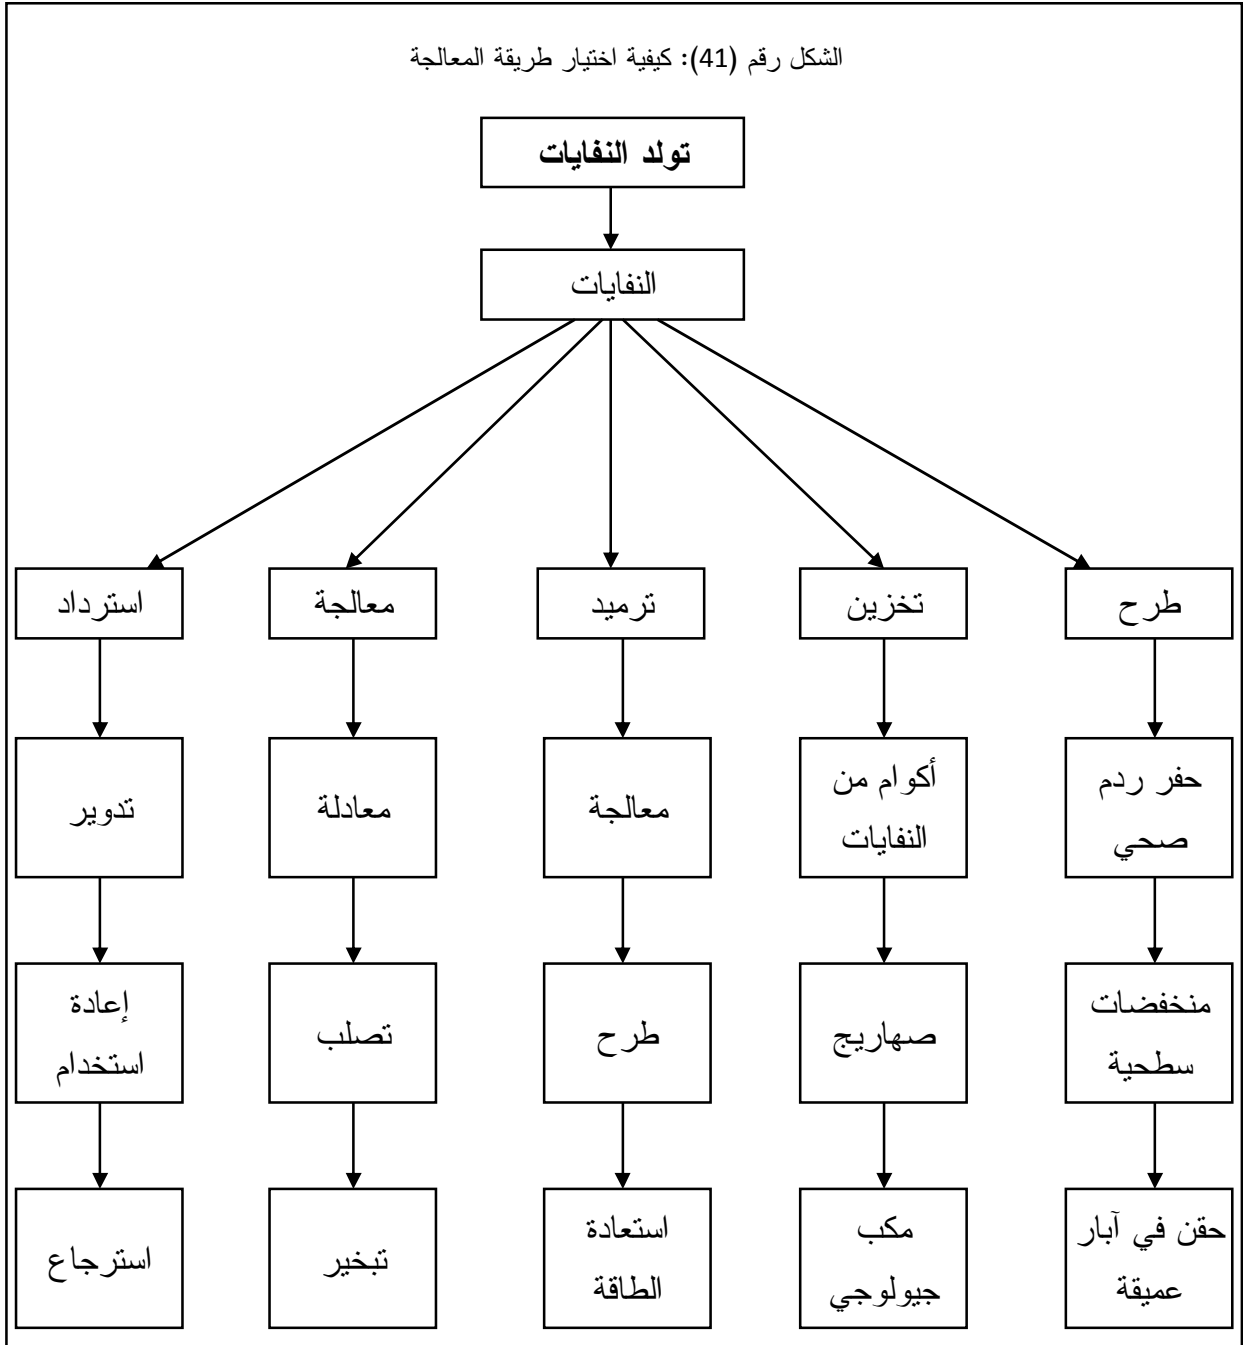 الشكل رقم (41): كيفية اختيار طريقة المعالجة
تولد النفايات
النفايات
طرح
تخزين
ترميد
معالجة
استرداد
حفر ردم
صحي
أكوام من
النفايات
معالجة
معادلة
تدوير
منخفضات
سطحية
صهاريج
طرح
تصلب
إعادة
استخدام
حقن في آبار
عميقة
مكب
جيولوجي
استعادة
الطاقة
تبخير
استرجاع